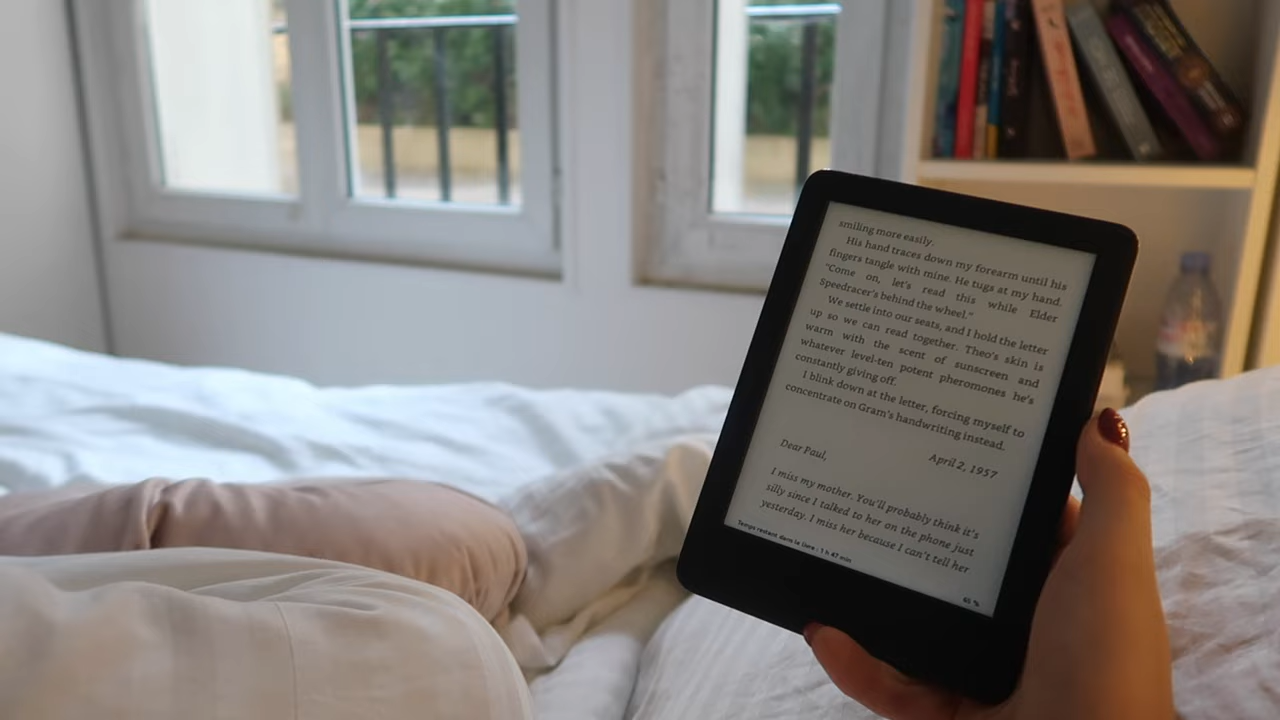 smiling more easily.
His hand traces down my forearm until his
fingers tangle with mine. He tugs at my hand.
"Come on, let's read this while Elder
Speedracer's behind the wheel."
We settle into our seats, and I hold the letter
up so we can read together. Theo's skin is
warm with the scent of sunscreen and
whatever level-ten potent pheromones he's
constantly giving off.
I blink down at the letter, forcing myself to
concentrate on Gram's handwriting instead.
April 2, 1957
Dear Paul,
I miss my mother. You'll probably think it's
silly since I talked to her on the phone just
yesterday. I miss her because I can't tell her
Temps restant dans le livre : 1 h 47 min